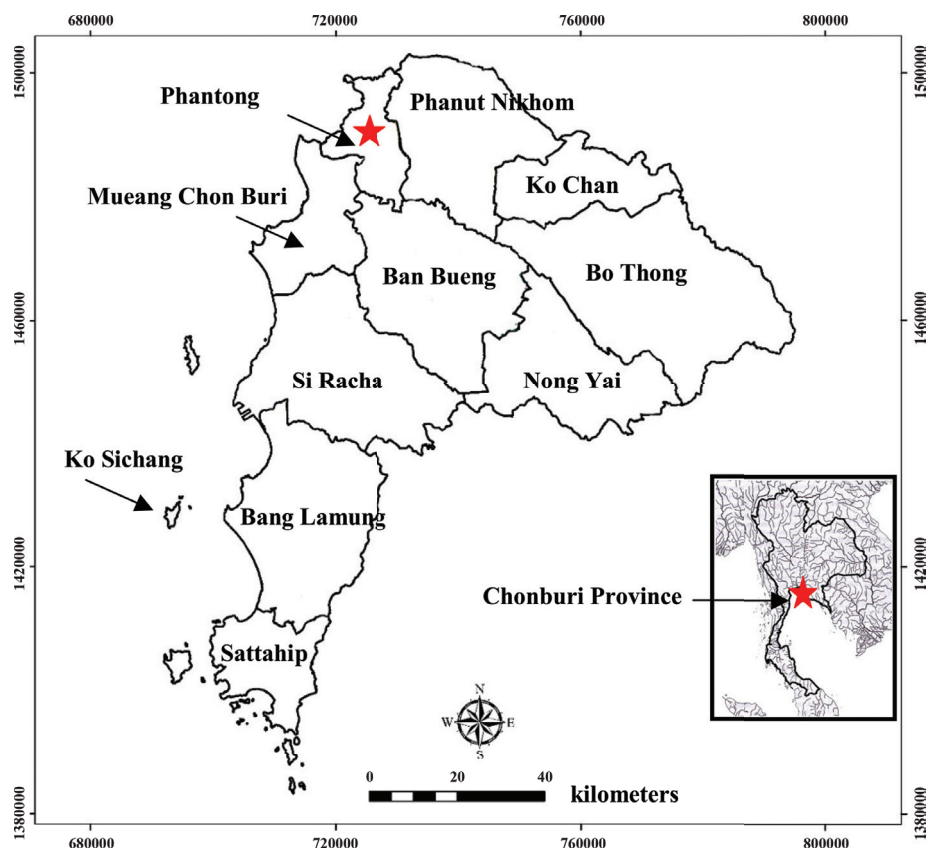 680000 720000 760000 800000
1500000 1500000
Phantong
Phanut Nikhom
Ko Chan
Mueang Chon Buri
Ban Bueng
Bo Thong
1460000 1460000
Si Racha
Nong Yai
Ko Sichang
Bang Lamung
1420000 1420000
Chonburi Province
Sattahip
N
W E
S
0 20 40
kilometers
1380000 1380000
680000 720000 760000 800000